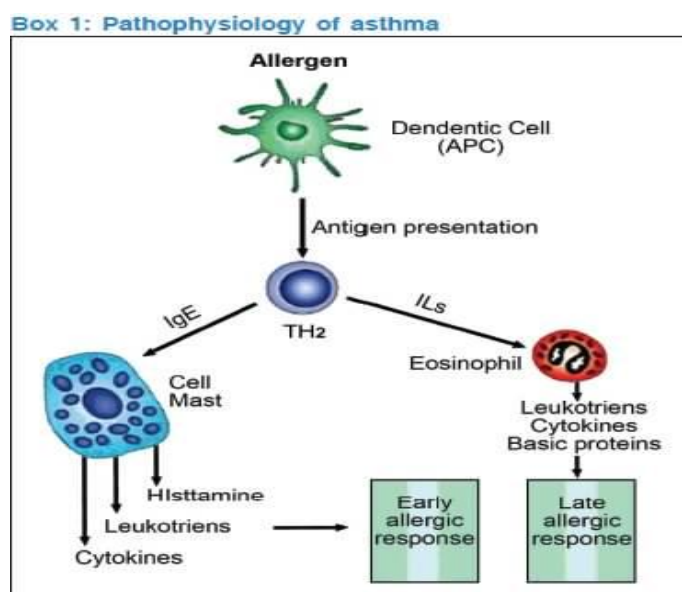 Box 1: Pathophysiology of asthma
Allergen
Dendentic Cell
(APC)
Antigen presentation
IgE
ILs
TH2
Cell
Mast
Eosinophil
Leukotriens
Cytokines
Basic proteins
HIsttamine
Leukotriens
Cytokines
Early
allergic
response
Late
allergic
response